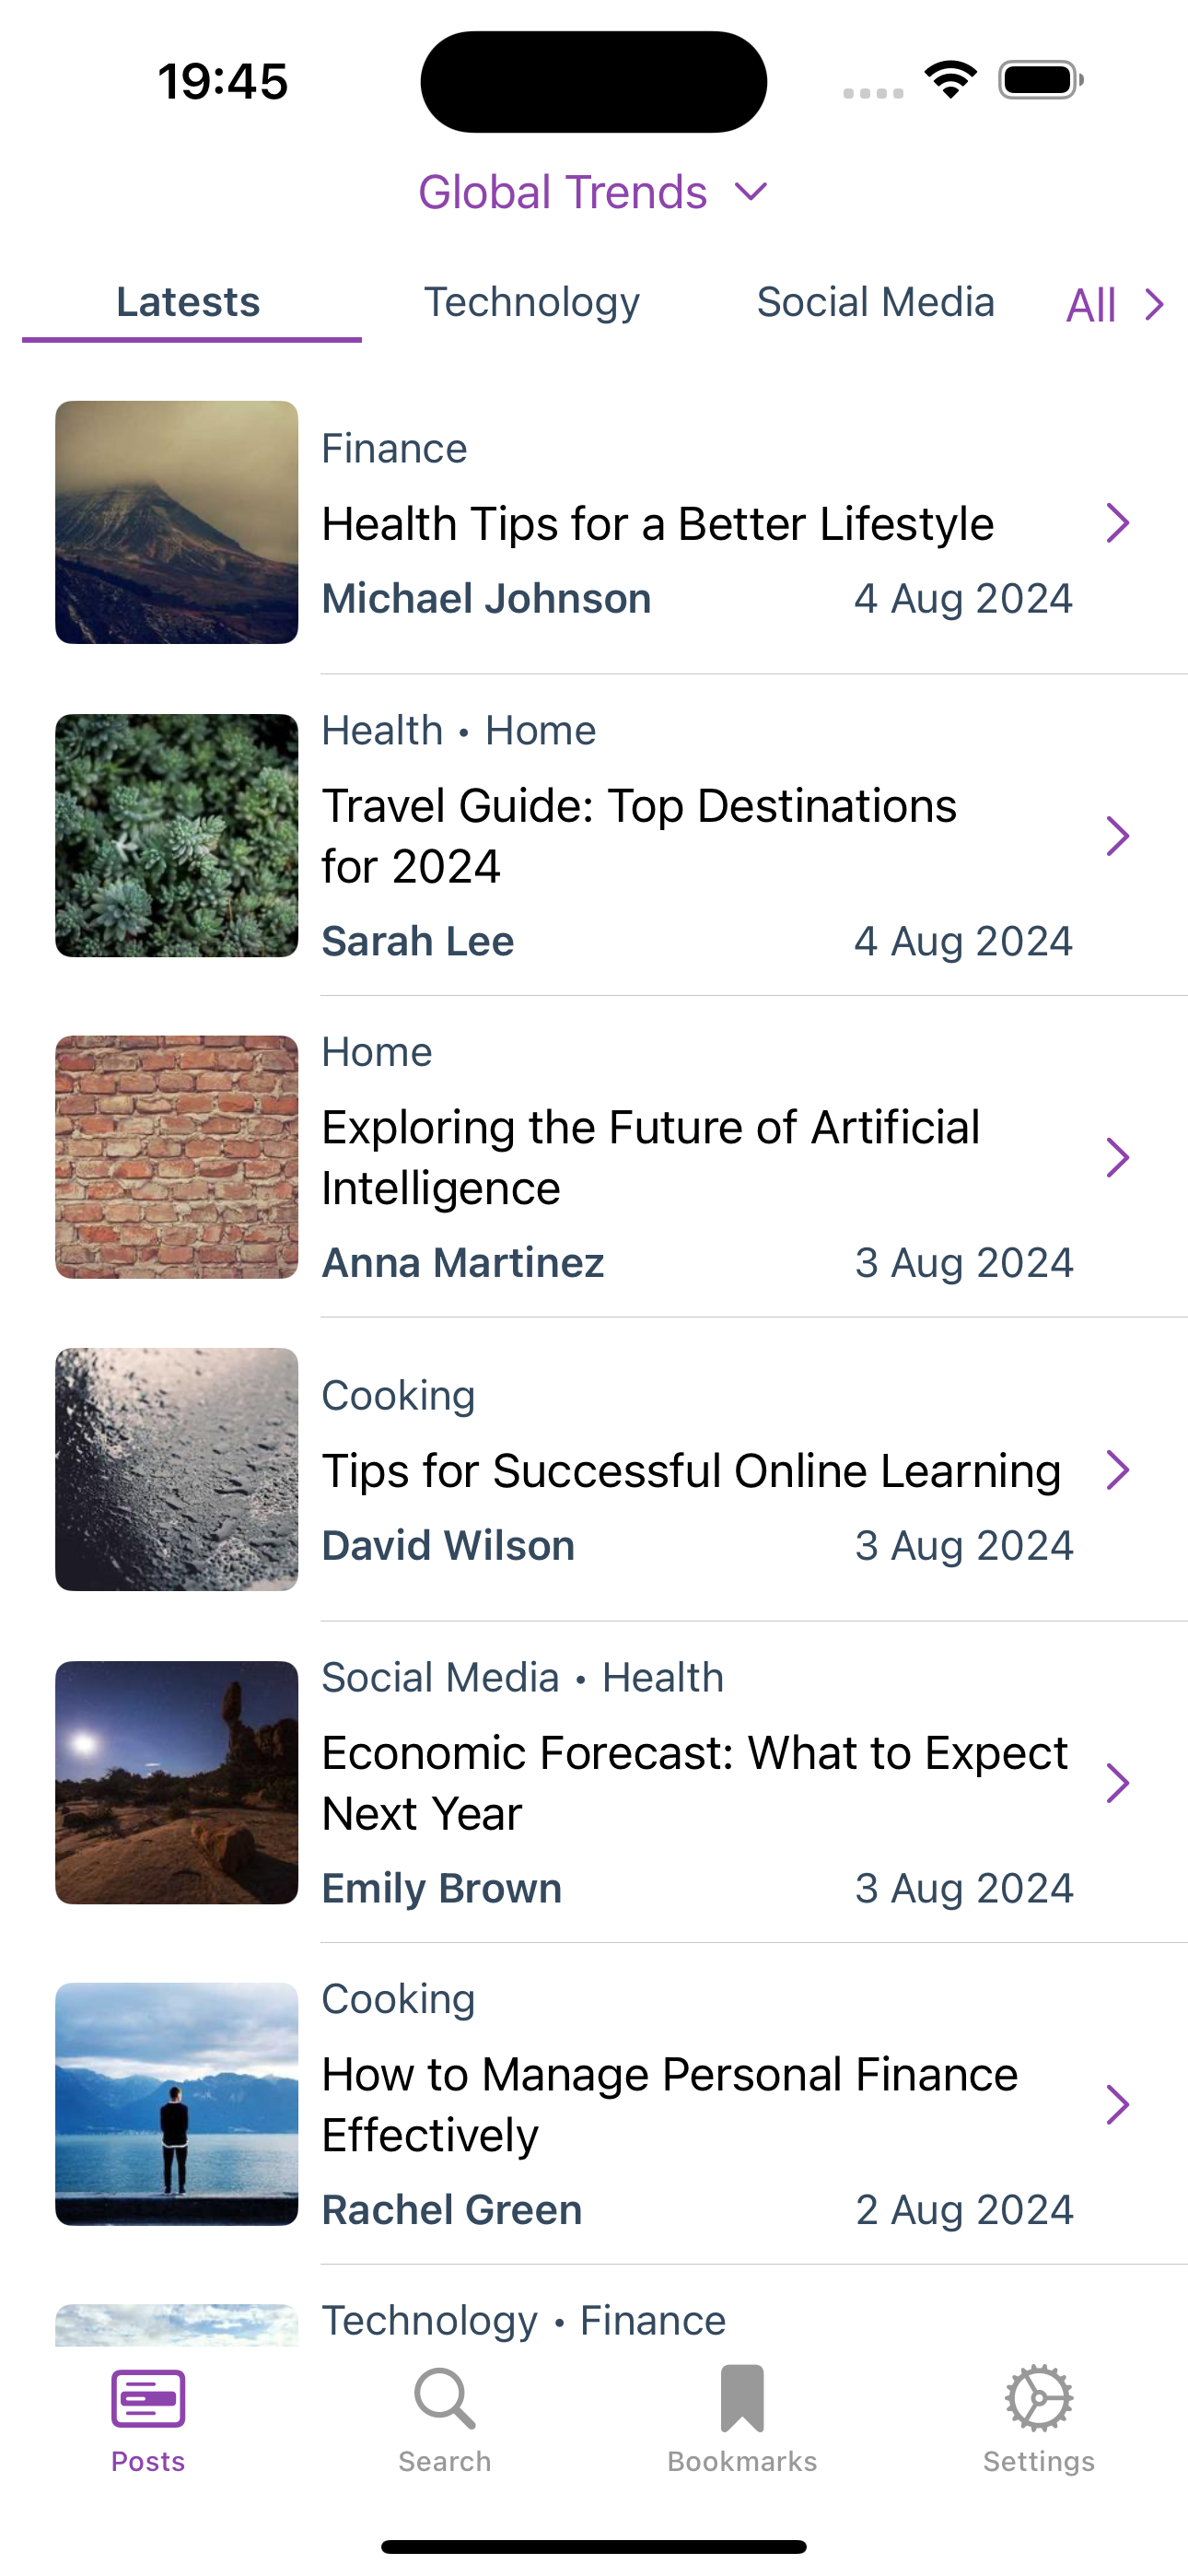 19:45
Global Trends
Latests Technology Social Media All
Finance
Health Tips for a Better Lifestyle
Michael Johnson 4 Aug 2024
Health • Home
Travel Guide: Top Destinations
for 2024
Sarah Lee 4 Aug 2024
Home
Exploring the Future of Artificial
Intelligence
Anna Martinez 3 Aug 2024
Cooking
Tips for Successful Online Learning
David Wilson 3 Aug 2024
Social Media • Health
Economic Forecast: What to Expect
Next Year
Emily Brown 3 Aug 2024
Cooking
How to Manage Personal Finance
Effectively
Rachel Green 2 Aug 2024
Technology • Finance
Posts Search Bookmarks Settings